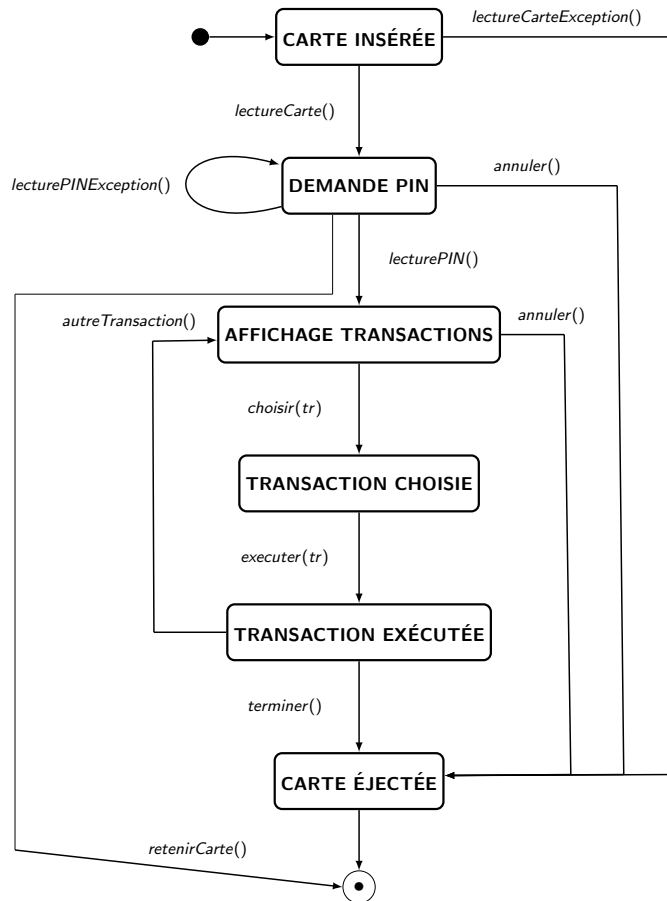 lectureCarteException()
CARTE INSÉRÉE
lectureCarte()
annuler()
lecturePINException()
DEMANDE PIN
lecturePIN()
autreTransaction()
annuler()
AFFICHAGE TRANSACTIONS
choisir(tr)
TRANSACTION CHOISIE
executer(tr)
TRANSACTION EXÉCUTÉE
terminer()
CARTE ÉJECTÉE
retenirCarte()